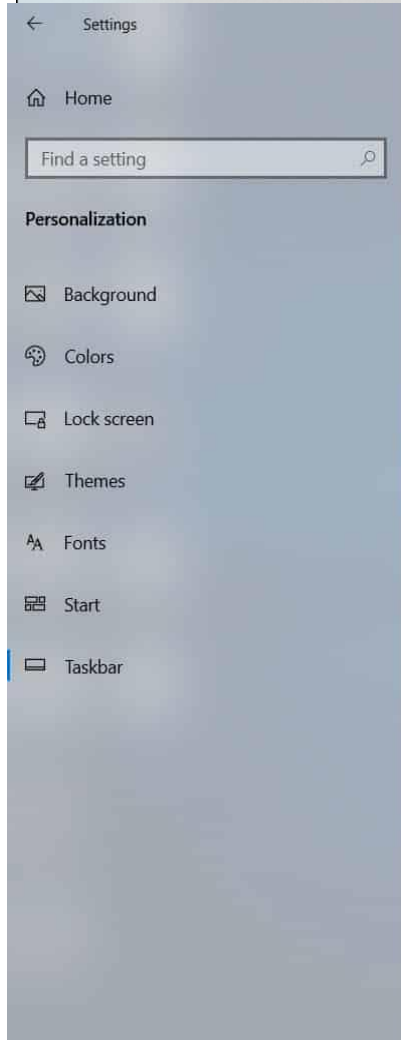 Settings
Home
Find a setting
Personalization
Background
Colors
Lock screen
Themes
Fonts
Start
Taskbar